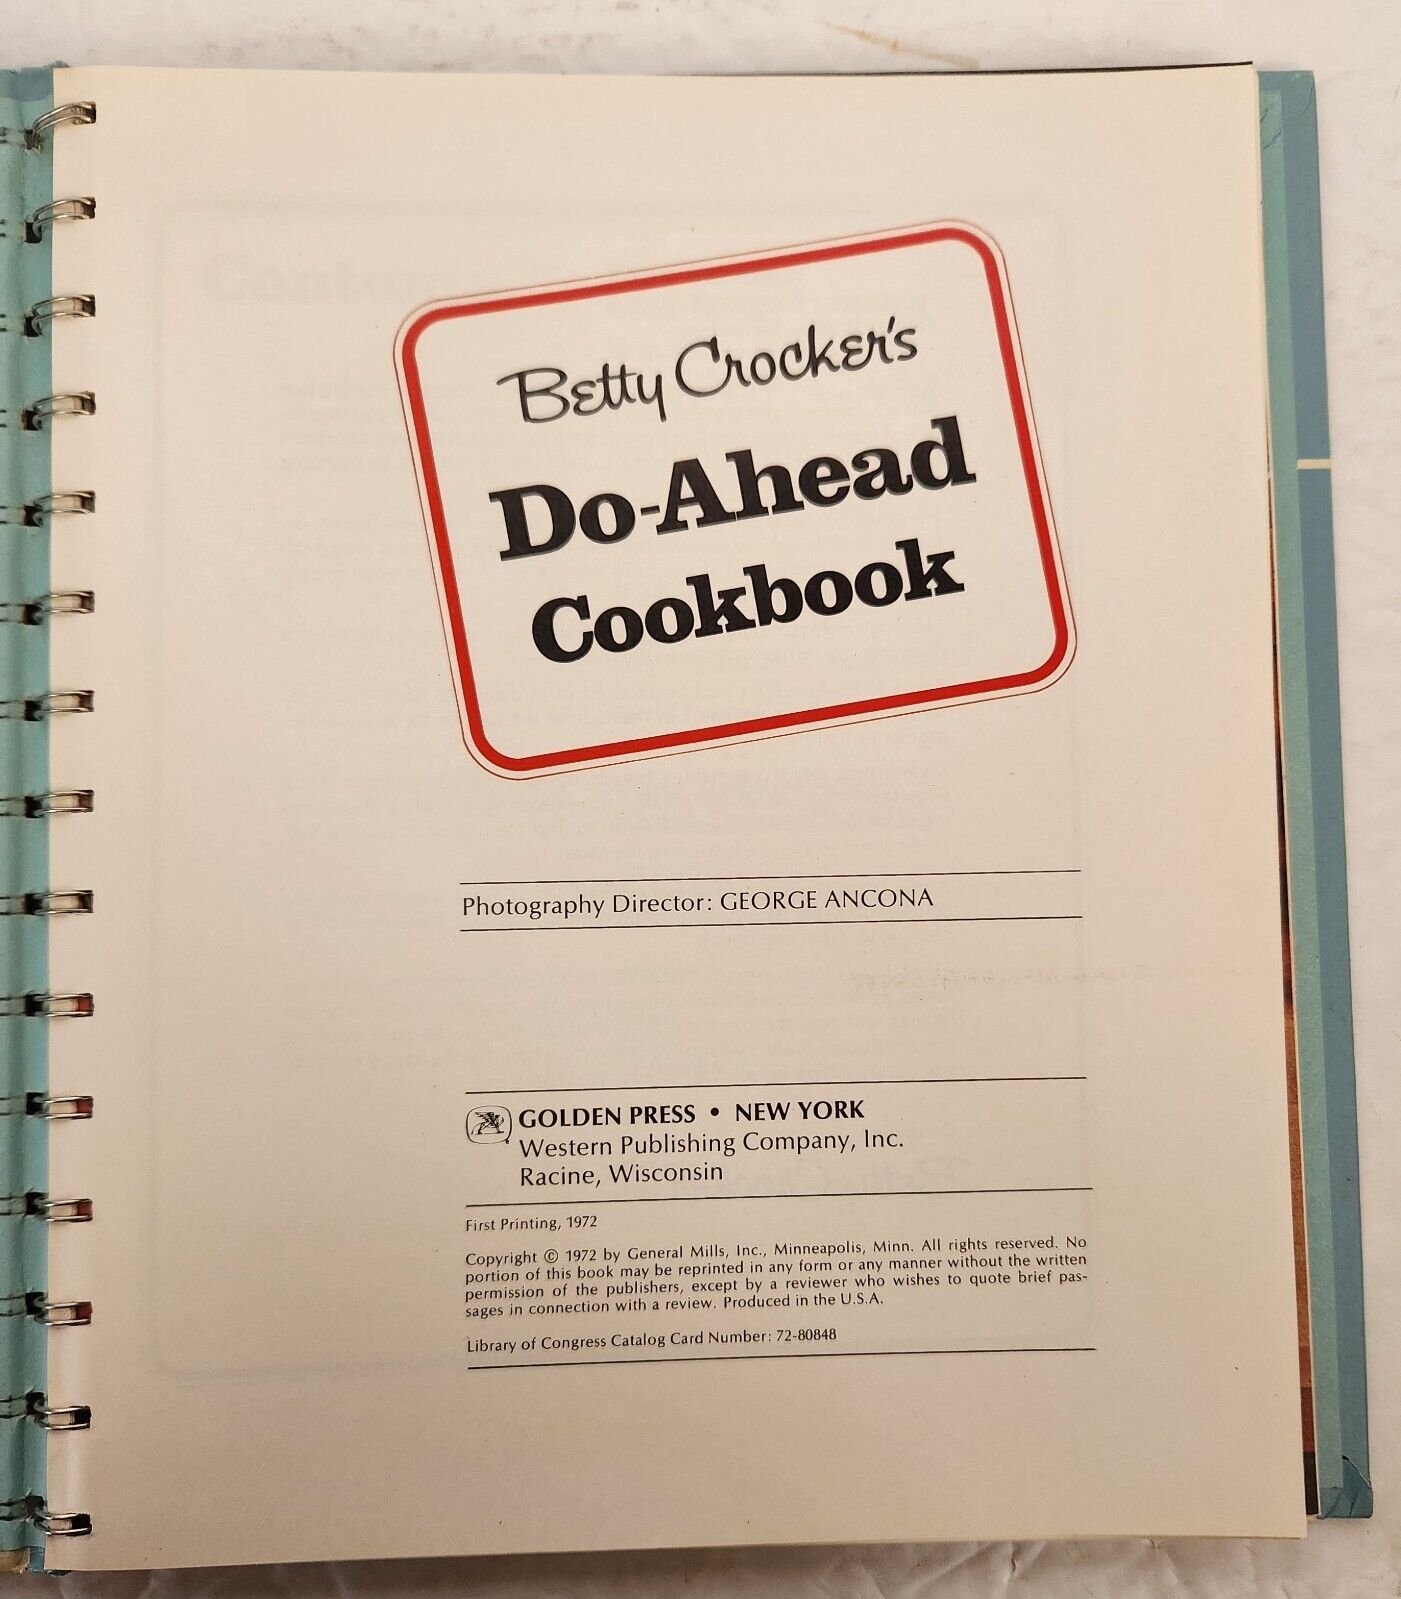 Betty Crocker's
Do-Ahead
Cookbook
Photography Director: GEORGE ANCONA
GOLDEN PRESS • NEW YORK
Western Publishing Company, Inc.
Racine, Wisconsin
First Printing, 1972
Copyright © 1972 by General Mills, Inc., Minneapolis, Minn. All rights reserved. No
portion of this book may be reprinted in any form or any manner without the written
permission of the publishers, except by a reviewer who wishes to quote brief pas-
sages in connection with a review. Produced in the U.S.A.
Library of Congress Catalog Card Number: 72-80848